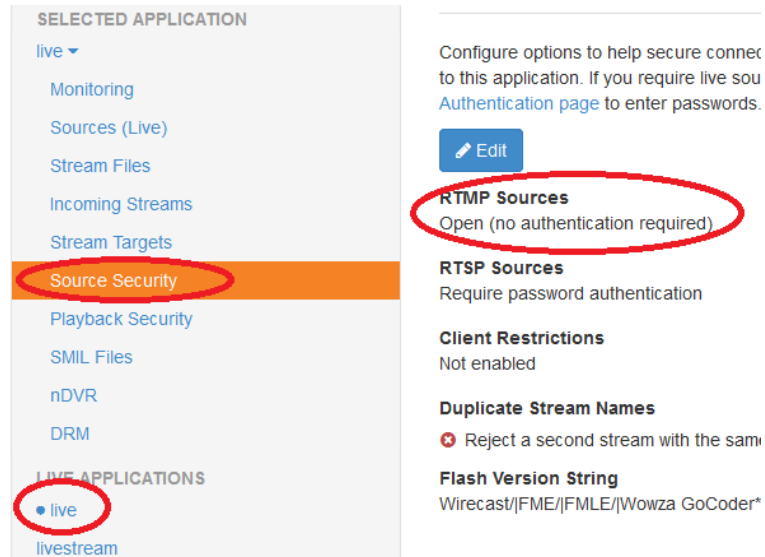 SELECTED APPLICATION
live
Monitoring
Sources (Live)
Stream Files
Incoming Streams
Stream Targets
Source Security
Playback Security
SMIL Files
nDVR
DRM
LIVE APPLICATIONS
live
livestream
Configure options to help secure connec
to this application. If you require live sou
Authentication page to enter passwords.
Edit
RTMP Sources
Open (no authentication required)
RTSP Sources
Require password authentication
Client Restrictions
Not enabled
Duplicate Stream Names
Reject a second stream with the same
Flash Version String
Wirecast/|FME/|FMLE/|Wowza GoCoder*